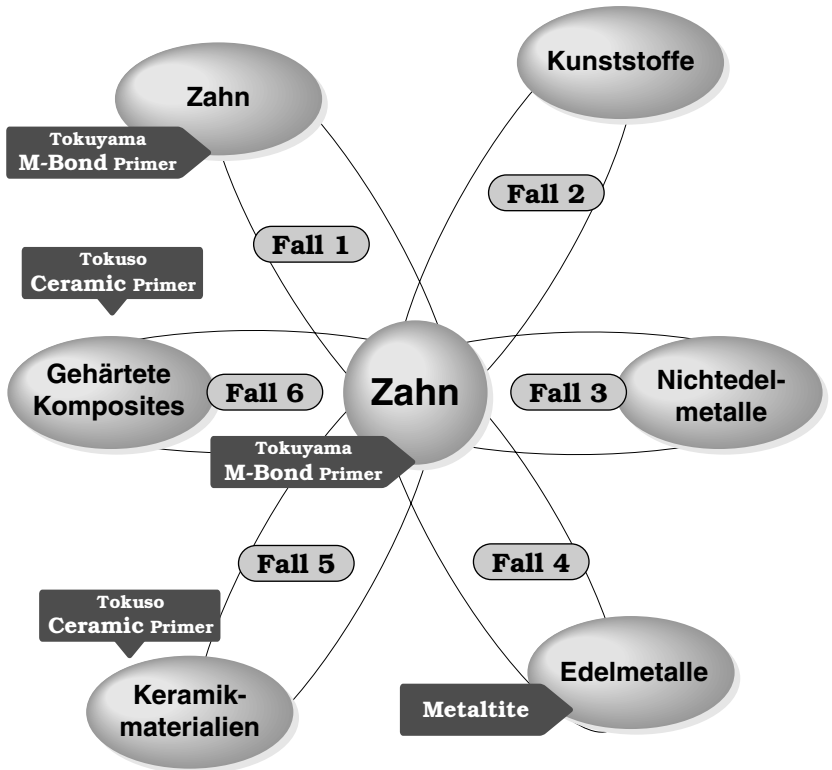 Kunststoffe
Zahn
Tokuyama
M-Bond Primer
Fall 2
Fall 1
Tokuso
Ceramic Primer
Gehärtete
Komposites
Fall 6
Zahn
Fall 3
Nichtedel-
metalle
Tokuyama
M-Bond Primer
Fall 5
Fall 4
Tokuso
Ceramic Primer
Keramik-
materialien
Edelmetalle
Metaltite